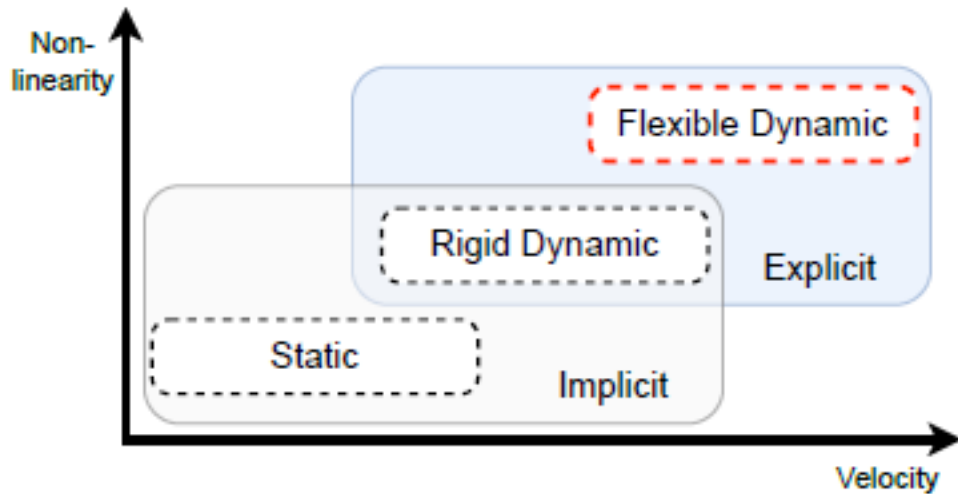 Non-
linearity
Flexible Dynamic
Rigid Dynamic
Explicit
Static
Implicit
Velocity